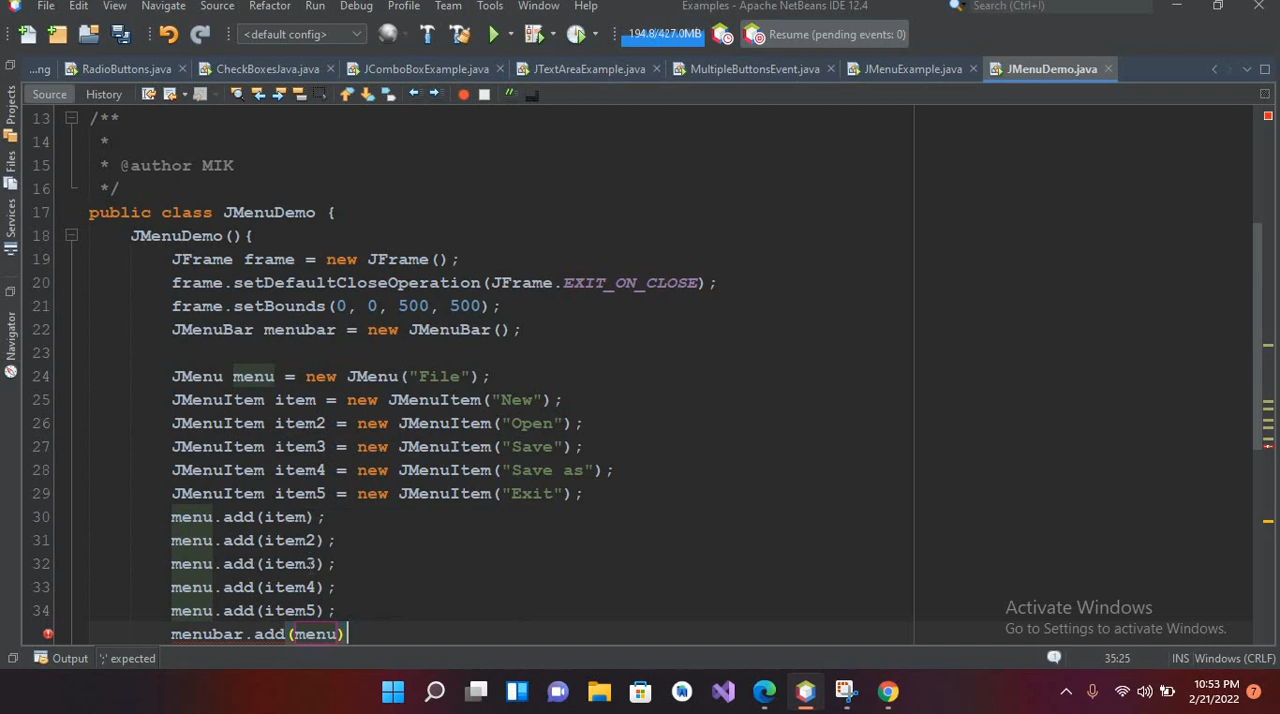 File Edit View Navigate Source Refactor Run Debug Profile Team Tools Window Help JMenuDemo - Examples - Apache NetBeans IDE 12.4 Search (Ctrl+I)
<default config> 194.8/427.0MB Resume (pending events: 0)
...ng RadioButtons.java CheckBoxesJava.java JComboBoxExample.java JTextAreaExample.java MultipleButtonsEvent.java JMenuExample.java JMenuDemo.java
Source History
Projects
Files
Services
Navigator
13 /**
14 *
15 * @author MIK
16 */
17 public class JMenuDemo {
18 JMenuDemo(){
19 JFrame frame = new JFrame();
20 frame.setDefaultCloseOperation(JFrame.EXIT_ON_CLOSE);
21 frame.setBounds(0, 0, 500, 500);
22 JMenuBar menubar = new JMenuBar();
23
24 JMenu menu = new JMenu("File");
25 JMenuItem item = new JMenuItem("New");
26 JMenuItem item2 = new JMenuItem("Open");
27 JMenuItem item3 = new JMenuItem("Save");
28 JMenuItem item4 = new JMenuItem("Save as");
29 JMenuItem item5 = new JMenuItem("Exit");
30 menu.add(item);
31 menu.add(item2);
32 menu.add(item3);
33 menu.add(item4);
34 menu.add(item5);
menubar.add(menu)
Activate Windows
Go to Settings to activate Windows.
Output ';' expected 35:25 INS Windows (CRLF)
10:53 PM
2/21/2022
7